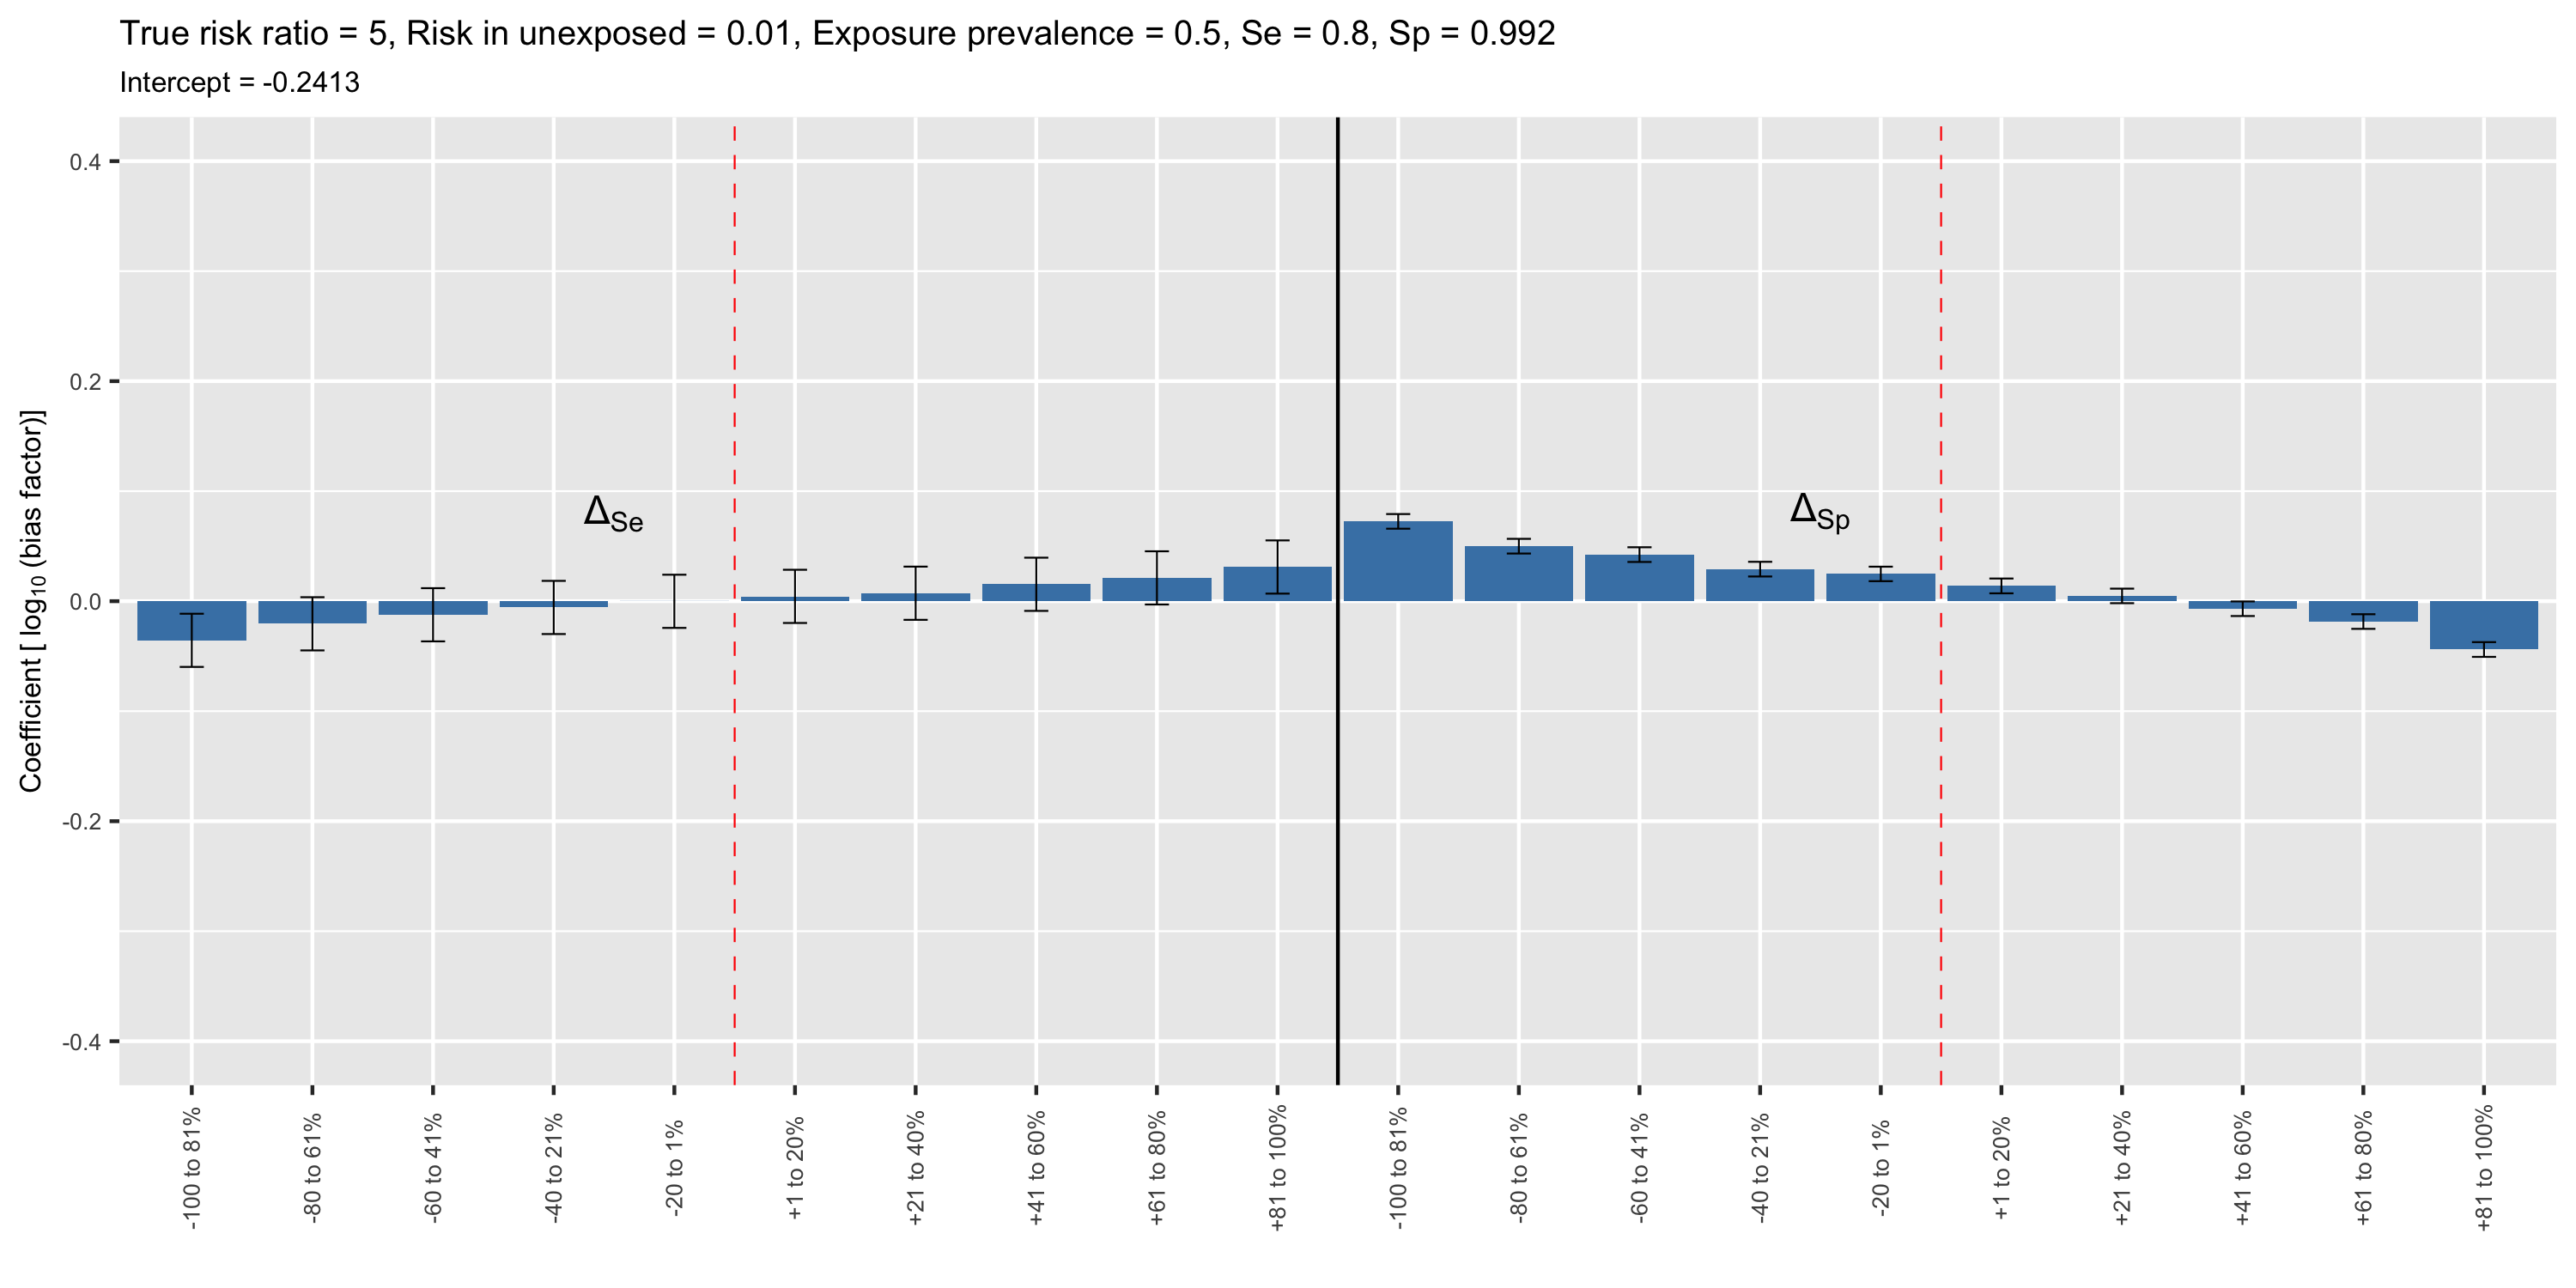 True risk ratio = 5, Risk in unexposed = 0.01, Exposure prevalence = 0.5, Se = 0.8, Sp = 0.992
Intercept = -0.2413
Coefficient [ log10 (bias factor)]
0.4
0.2
0.0
-0.2
-0.4
ΔSe
ΔSp
-100 to 81%
-80 to 61%
-60 to 41%
-40 to 21%
-20 to 1%
+1 to 20%
+21 to 40%
+41 to 60%
+61 to 80%
+81 to 100%
-100 to 81%
-80 to 61%
-60 to 41%
-40 to 21%
-20 to 1%
+1 to 20%
+21 to 40%
+41 to 60%
+61 to 80%
+81 to 100%